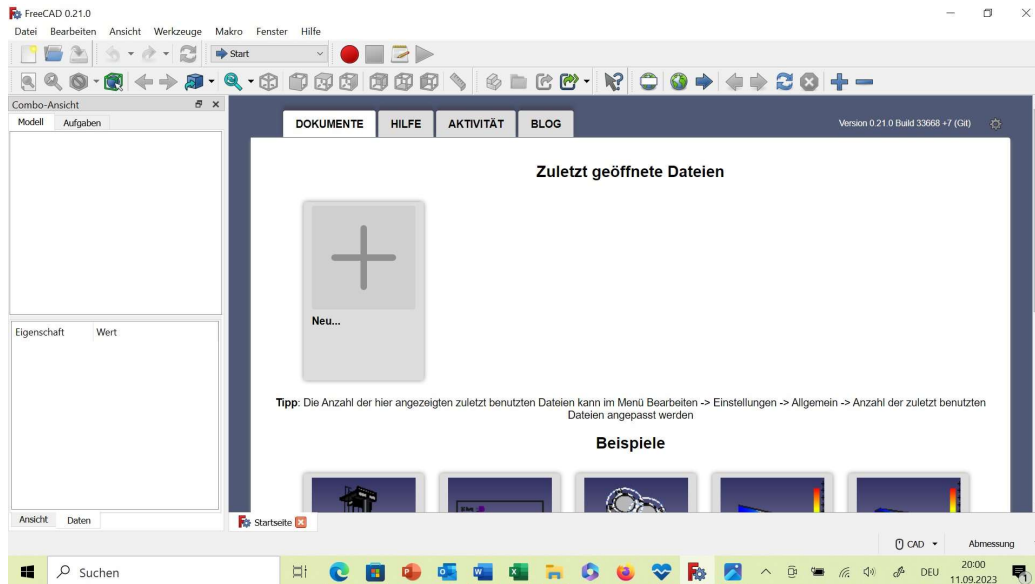 FreeCAD 0.21.0
Datei Bearbeiten Ansicht Werkzeuge Makro Fenster Hilfe
Start
Combo-Ansicht
Modell Aufgaben
DOKUMENTE HILFE AKTIVITÄT BLOG
Version 0.21.0 Build 33668 +7 (Git)
Zuletzt geöffnete Dateien
Neu...
Eigenschaft Wert
Tipp: Die Anzahl der hier angezeigten zuletzt benutzten Dateien kann im Menü Bearbeiten -> Einstellungen -> Allgemein -> Anzahl der zuletzt benutzten
Dateien angepasst werden
Beispiele
Ansicht Daten
Startseite
CAD Abmessung
Suchen
DEU
20:00
11.09.2023